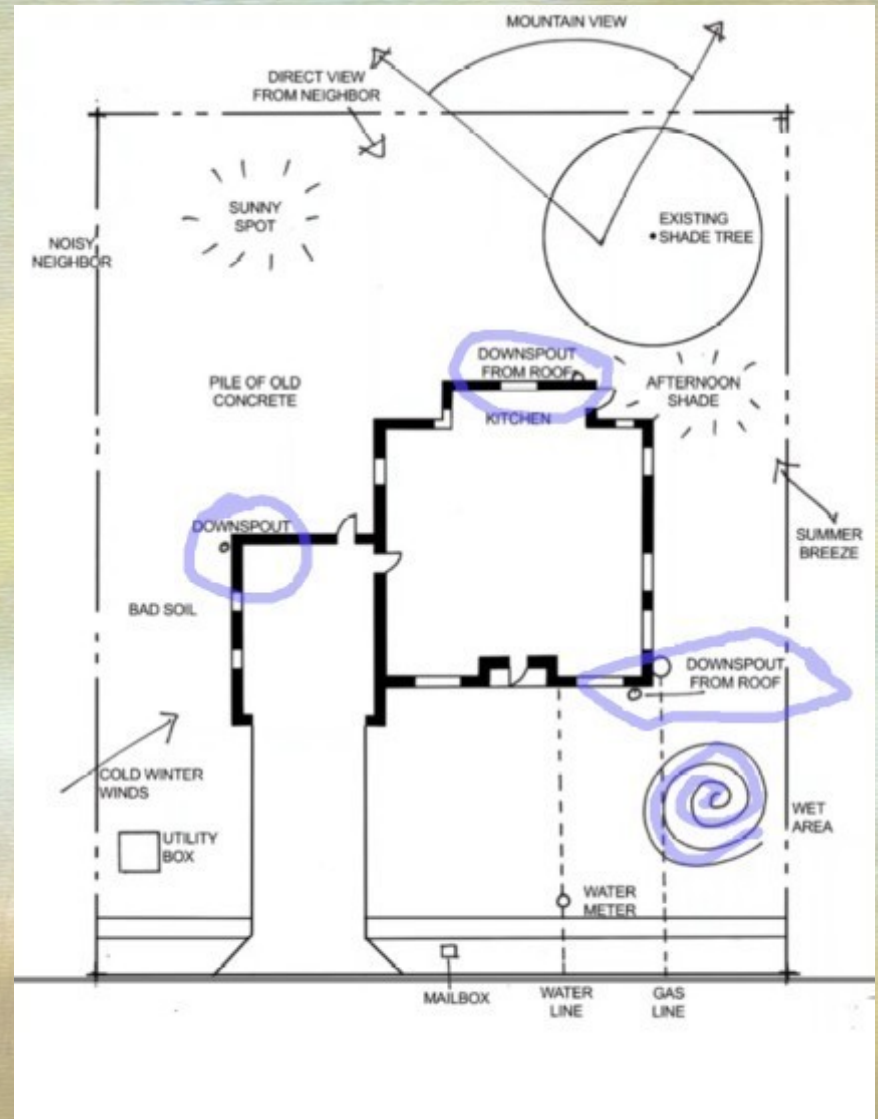 MOUNTAIN VIEW
DIRECT VIEW
FROM NEIGHBOR
SUNNY
SPOT
EXISTING
SHADE TREE
NOISY
NEIGHBOR
DOWNSPOUT
FROM ROOF
PILE OF OLD
CONCRETE
AFTERNOON
SHADE
KITCHEN
DOWNSPOUT
SUMMER
BREEZE
BAD SOIL
DOWNSPOUT
FROM ROOF
COLD WINTER
WINDS
WET
AREA
UTILITY
BOX
WATER
METER
MAILBOX
WATER
LINE
GAS
LINE